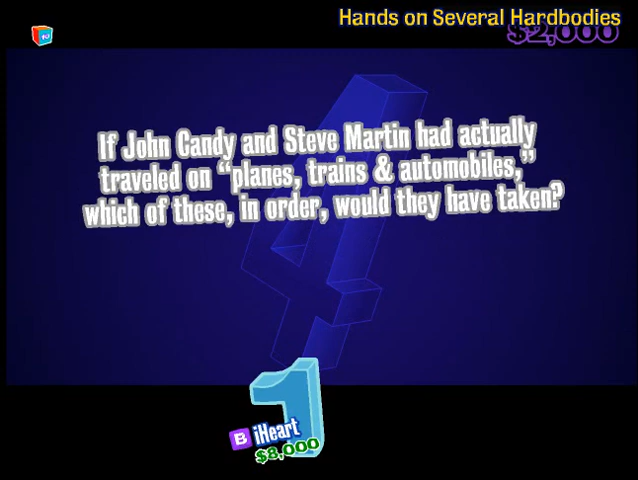 Hands on Several Hardbodies
$2,000
If John Candy and Steve Martin had actually
traveled on “planes, trains & automobiles,”
which of these, in order, would they have taken?
1
B iHeart
$8,000